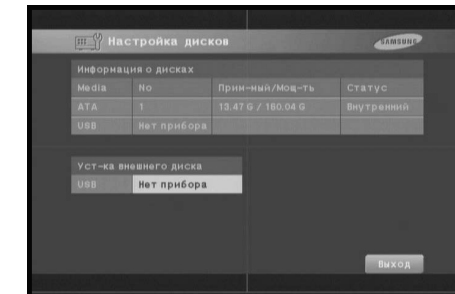 Настройка дисков
SAMSUNG
Информация о дисках
Media No Прим-ный/Мощ-ть Статус
ATA 1 13.47 G / 180.04 G Внутренний
USB Нет прибора
Уст-ка внешнего диска
USB Нет прибора
Выход